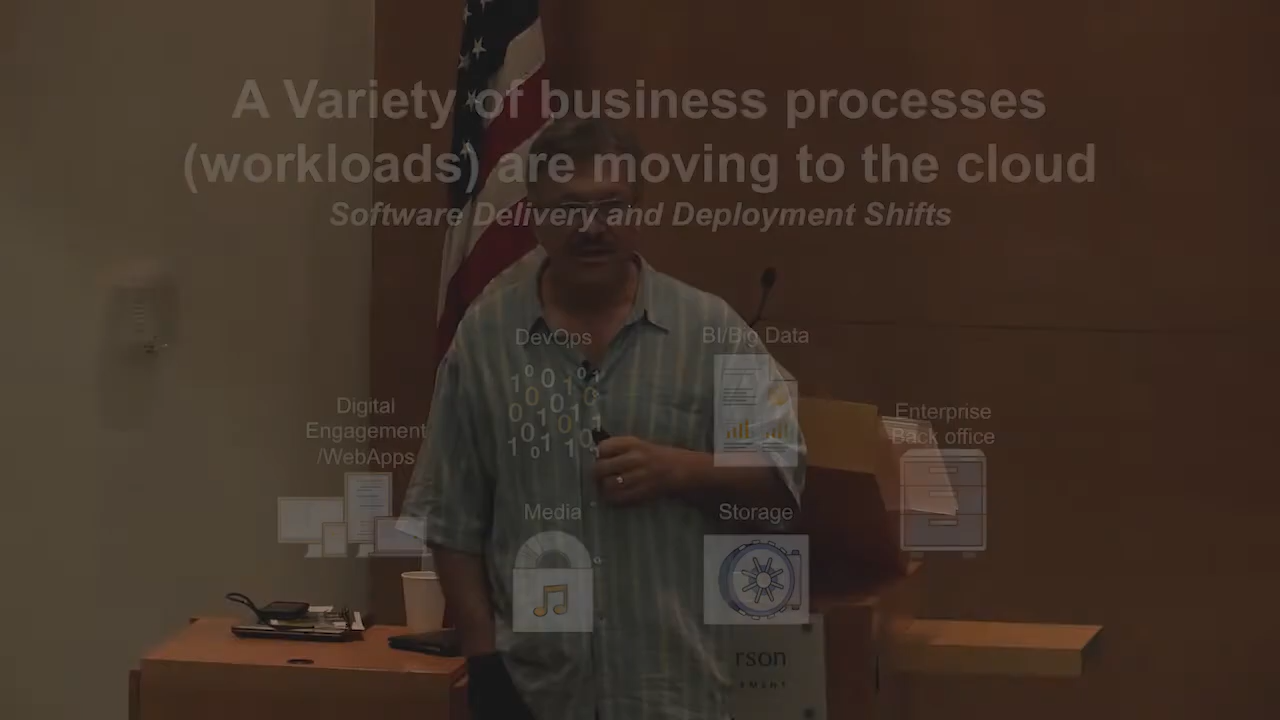 A Variety of business processes
(workloads) are moving to the cloud
Software Delivery and Deployment Shifts
DevOps
BI/Big Data
Digital
Engagement
/WebApps
Enterprise
Back office
Media
Storage
rson